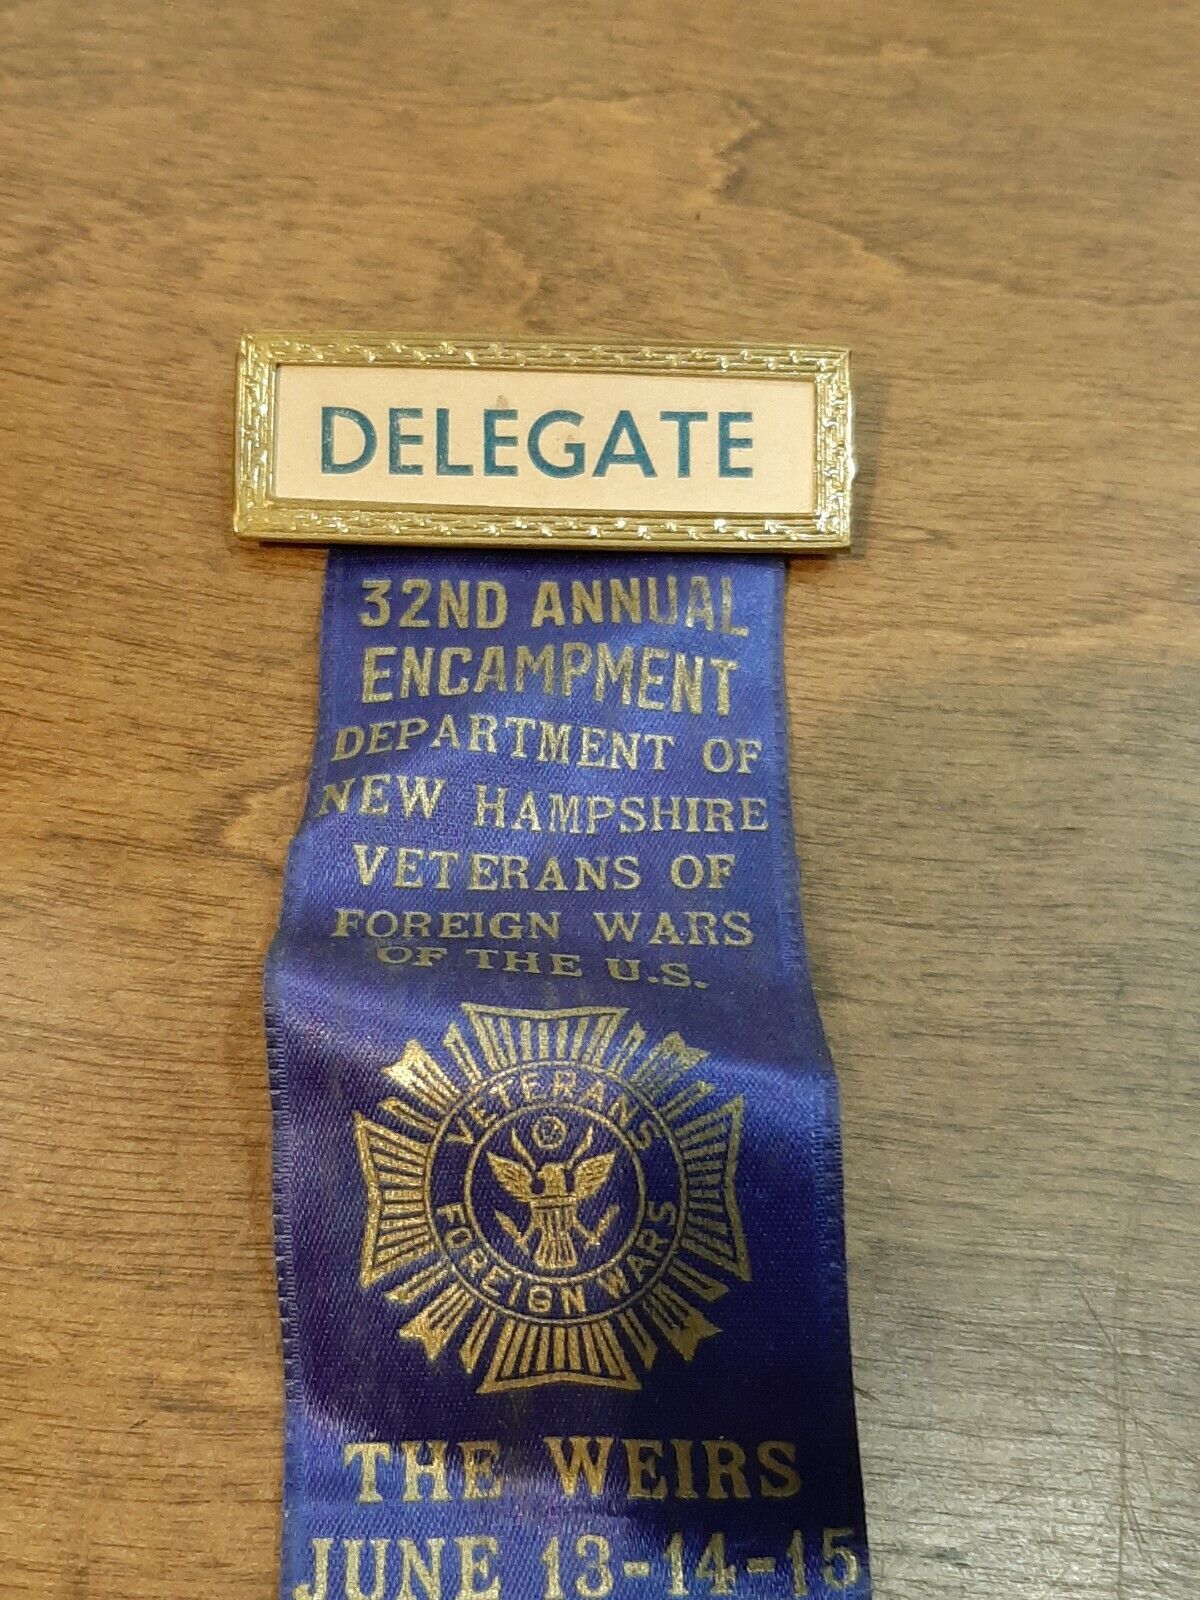 DELEGATE
32ND ANNUAL
ENCAMPMENT
DEPARTMENT OF
NEW HAMPSHIRE
VETERANS OF
FOREIGN WARS
OF THE U.S.
VETERANS
FOREIGN WARS
THE WEIRS
JUNE 13-14-15